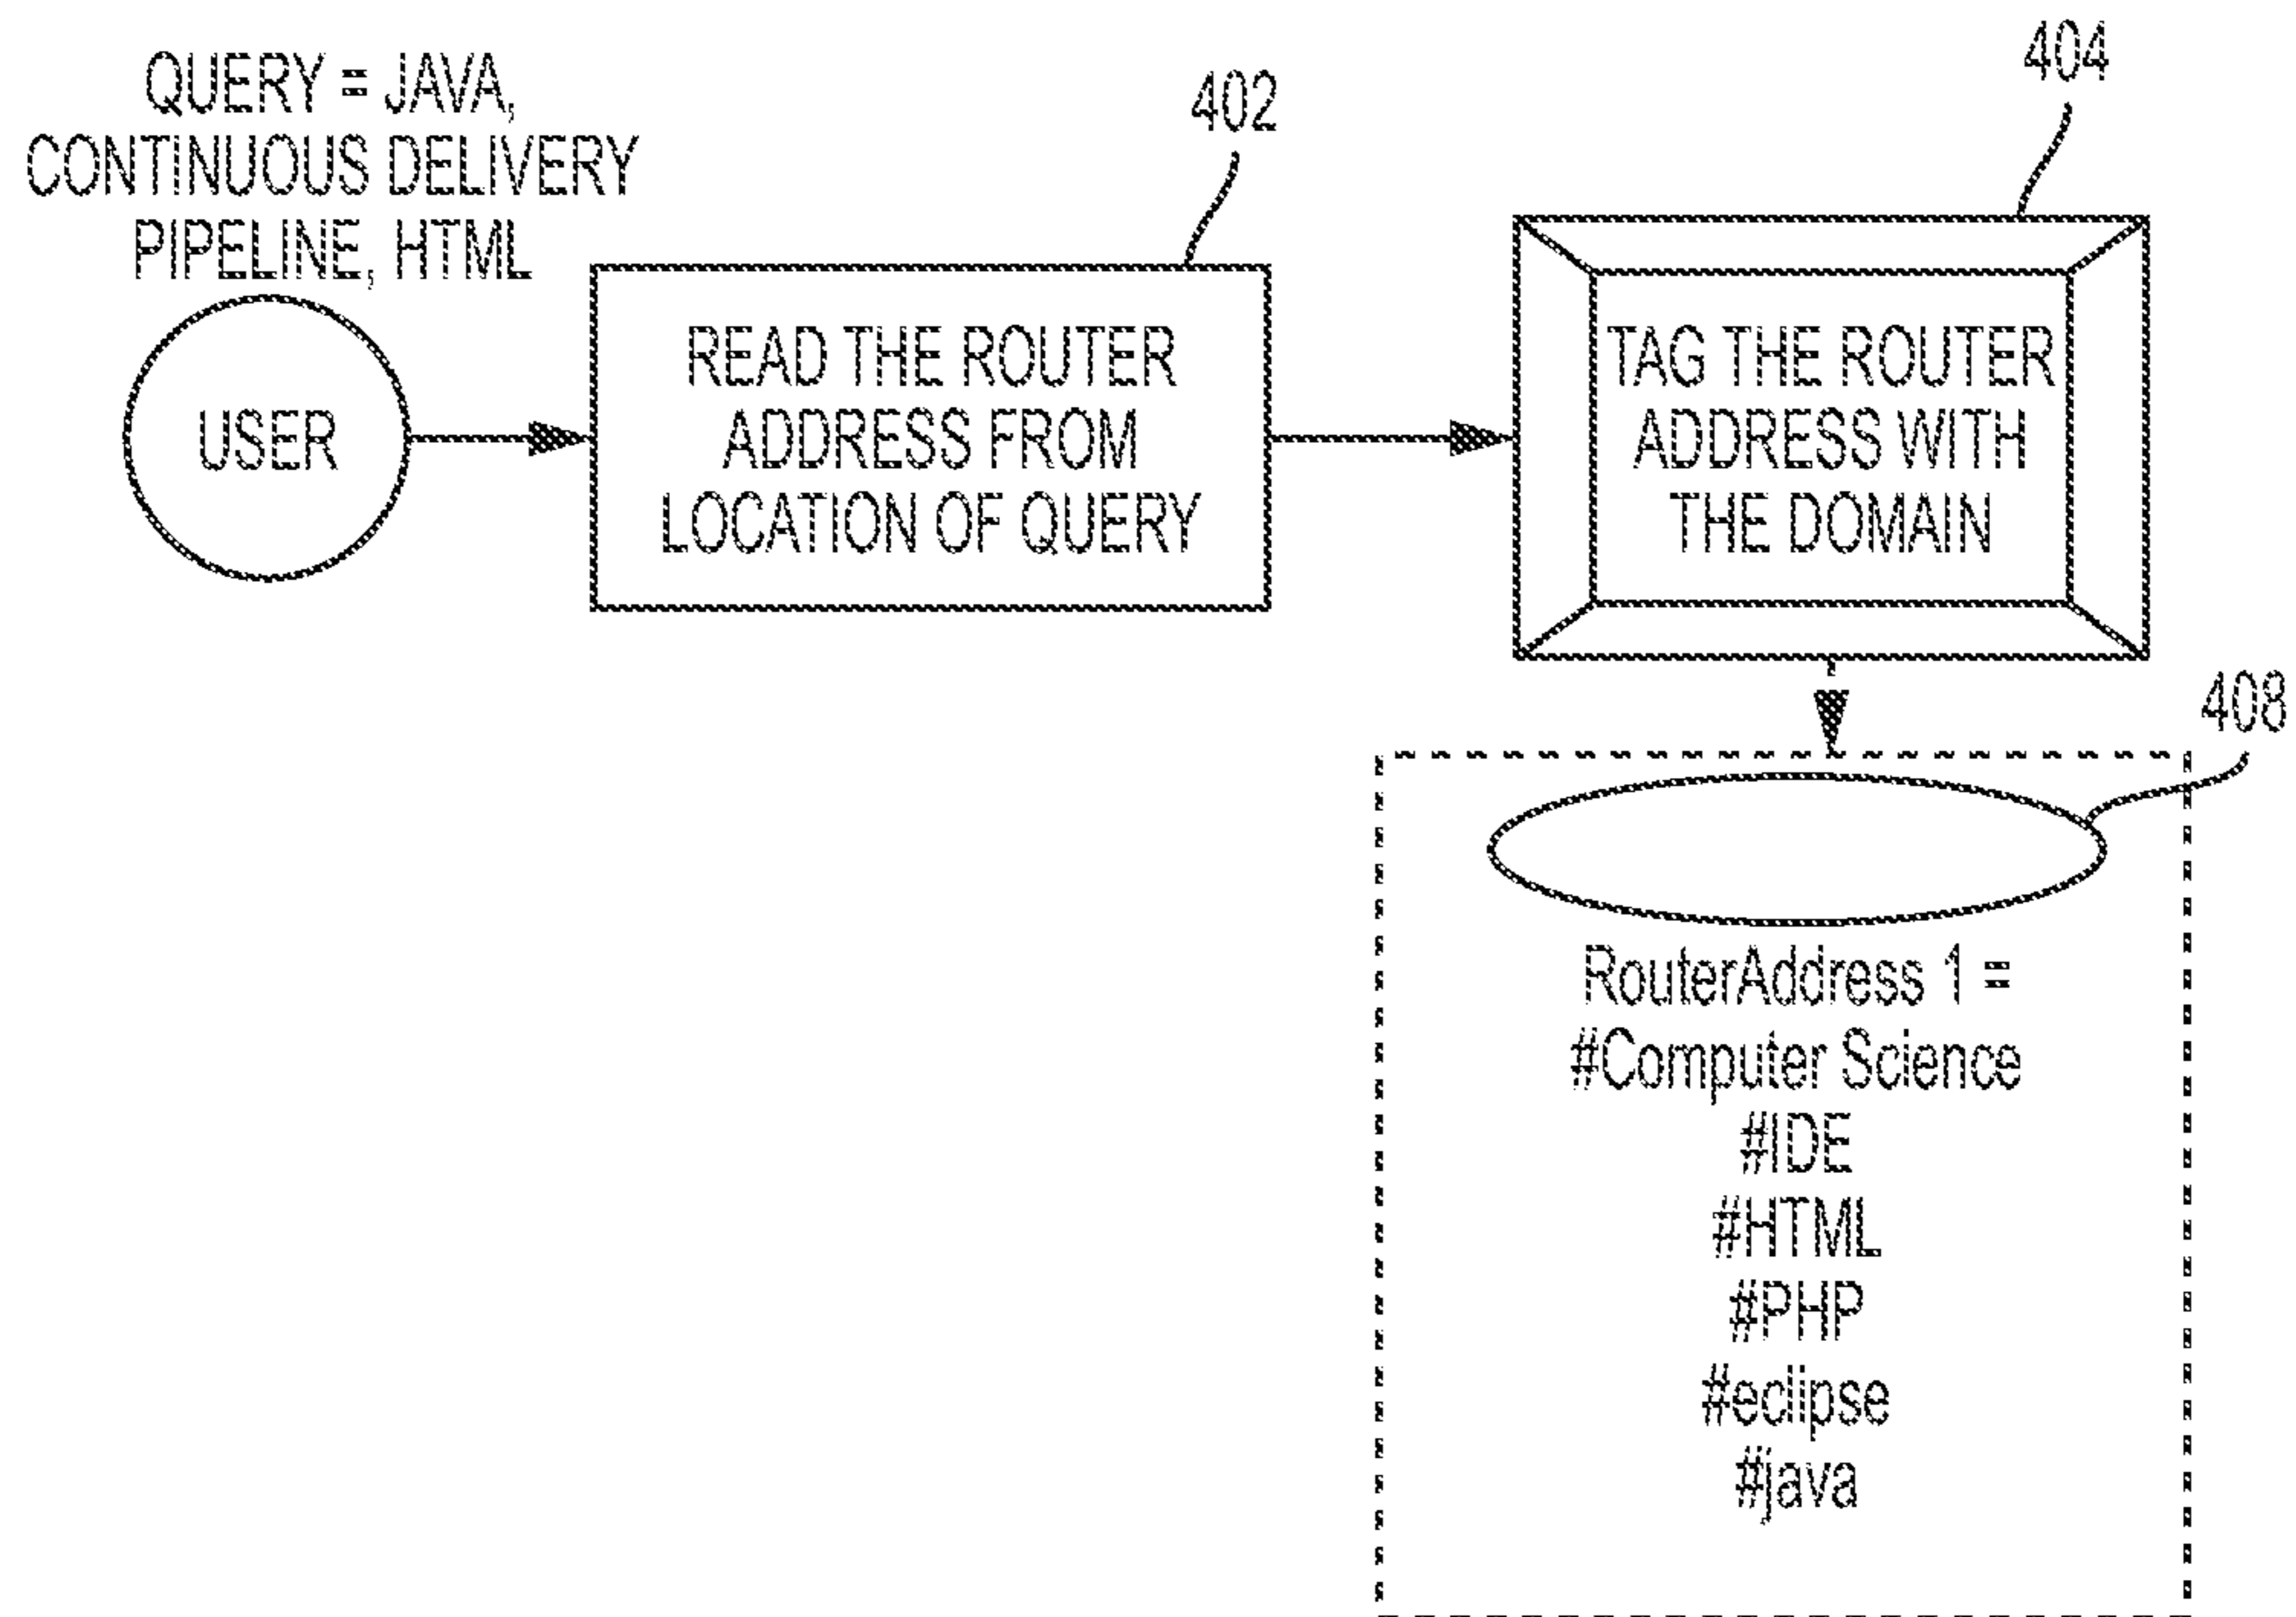 QUERY = JAVA,
CONTINUOUS DELIVERY
PIPELINE, HTML
USER
402
READ THE ROUTER
ADDRESS FROM
LOCATION OF QUERY
404
TAG THE ROUTER
ADDRESS WITH
THE DOMAIN
408
RouterAddress 1 =
#Computer Science
#IDE
#HTML
#PHP
#eclipse
#java